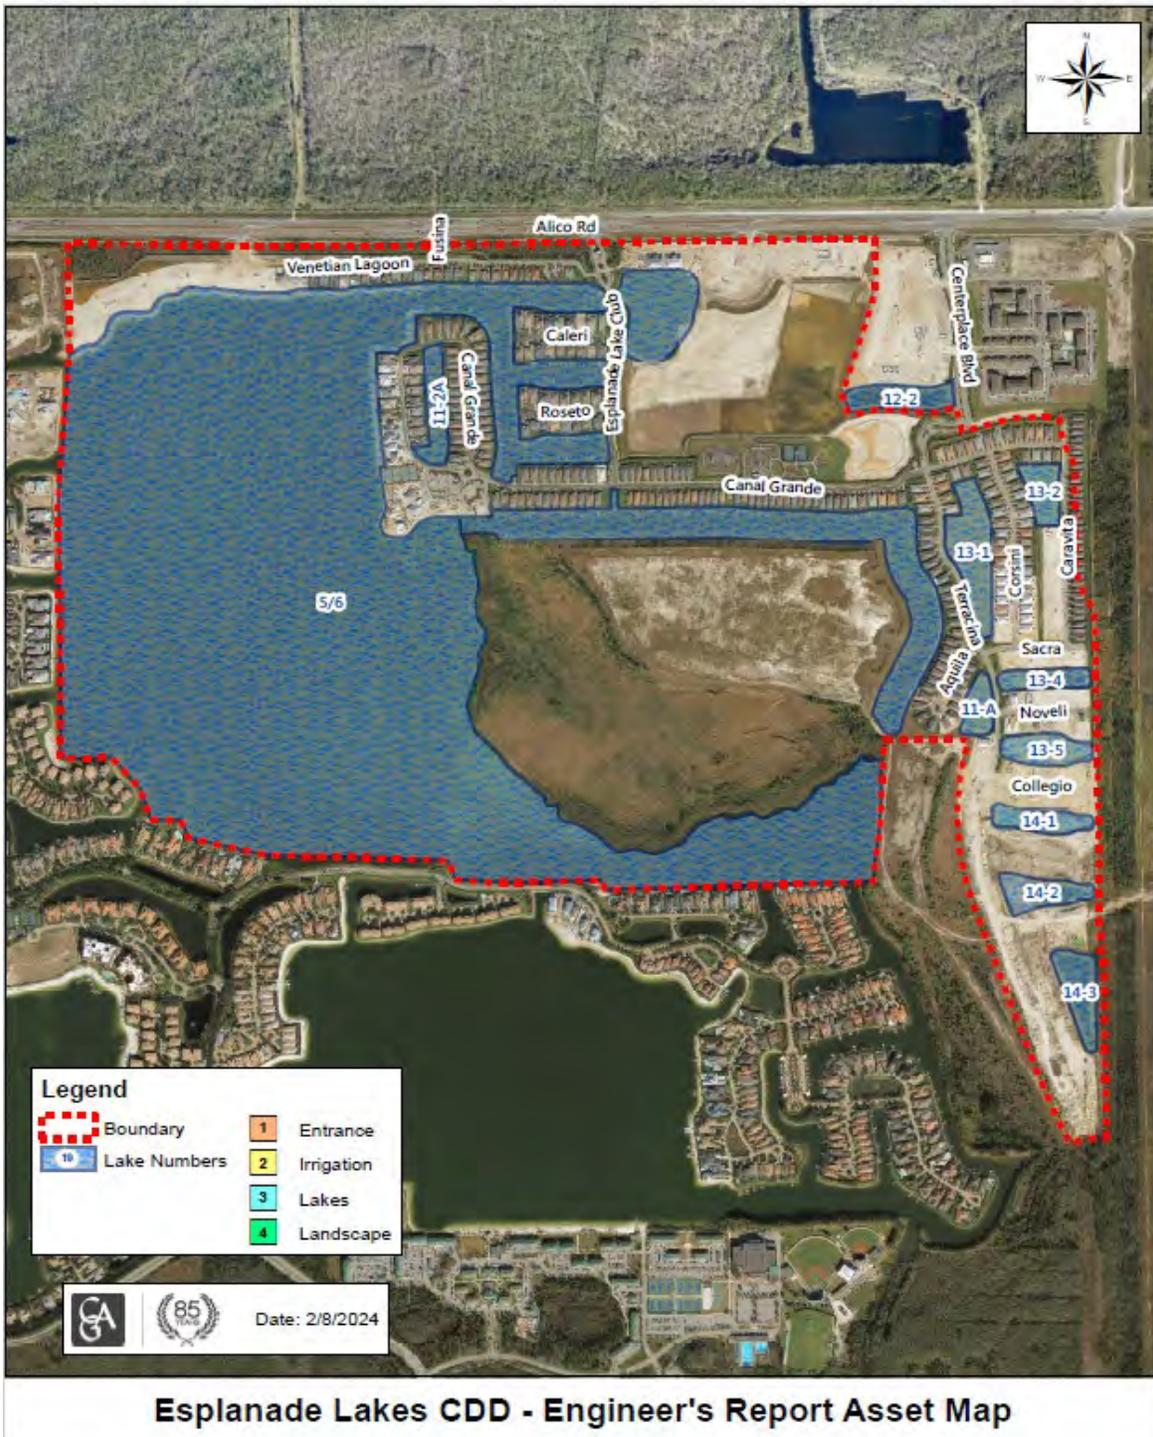 N
W E
S
Alico Rd
Fusina
Venetian Lagoon
Centerplace Blvd
Esplanade Lake Club
Caleri
Canal Grande
11-2A
12-2
Roseto
Canal Grande
13-2
Caravita
13-1
Corsini
5/6
Terracina
Sacra
Aquila
13-4
11-A
Noveli
13-5
Collegio
14-1
14-2
14-3
Legend
Boundary
19 Lake Numbers
1 Entrance
2 Irrigation
3 Lakes
4 Landscape
CGA
85
YEARS
Date: 2/8/2024
Esplanade Lakes CDD - Engineer's Report Asset Map